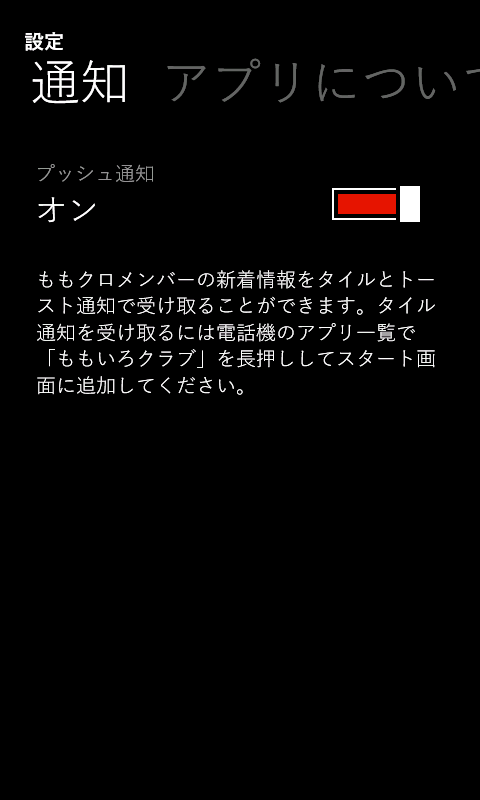 設定
通知 アプリについて
プッシュ通知
オン
ももクロメンバーの新着情報をタイルとトー
スト通知で受け取ることができます。タイル
通知を受け取るには電話機のアプリ一覧で
「ももいろクラブ」を長押ししてスタート画
面に追加してください。